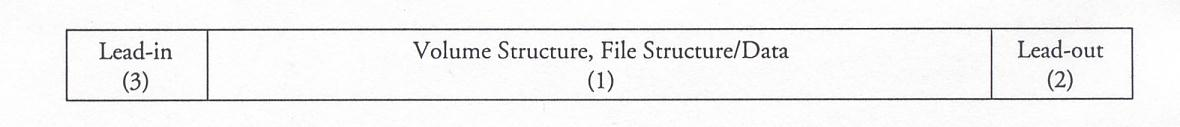 Lead-in
(3)
Volume Structure, File Structure/Data
(1)
Lead-out
(2)